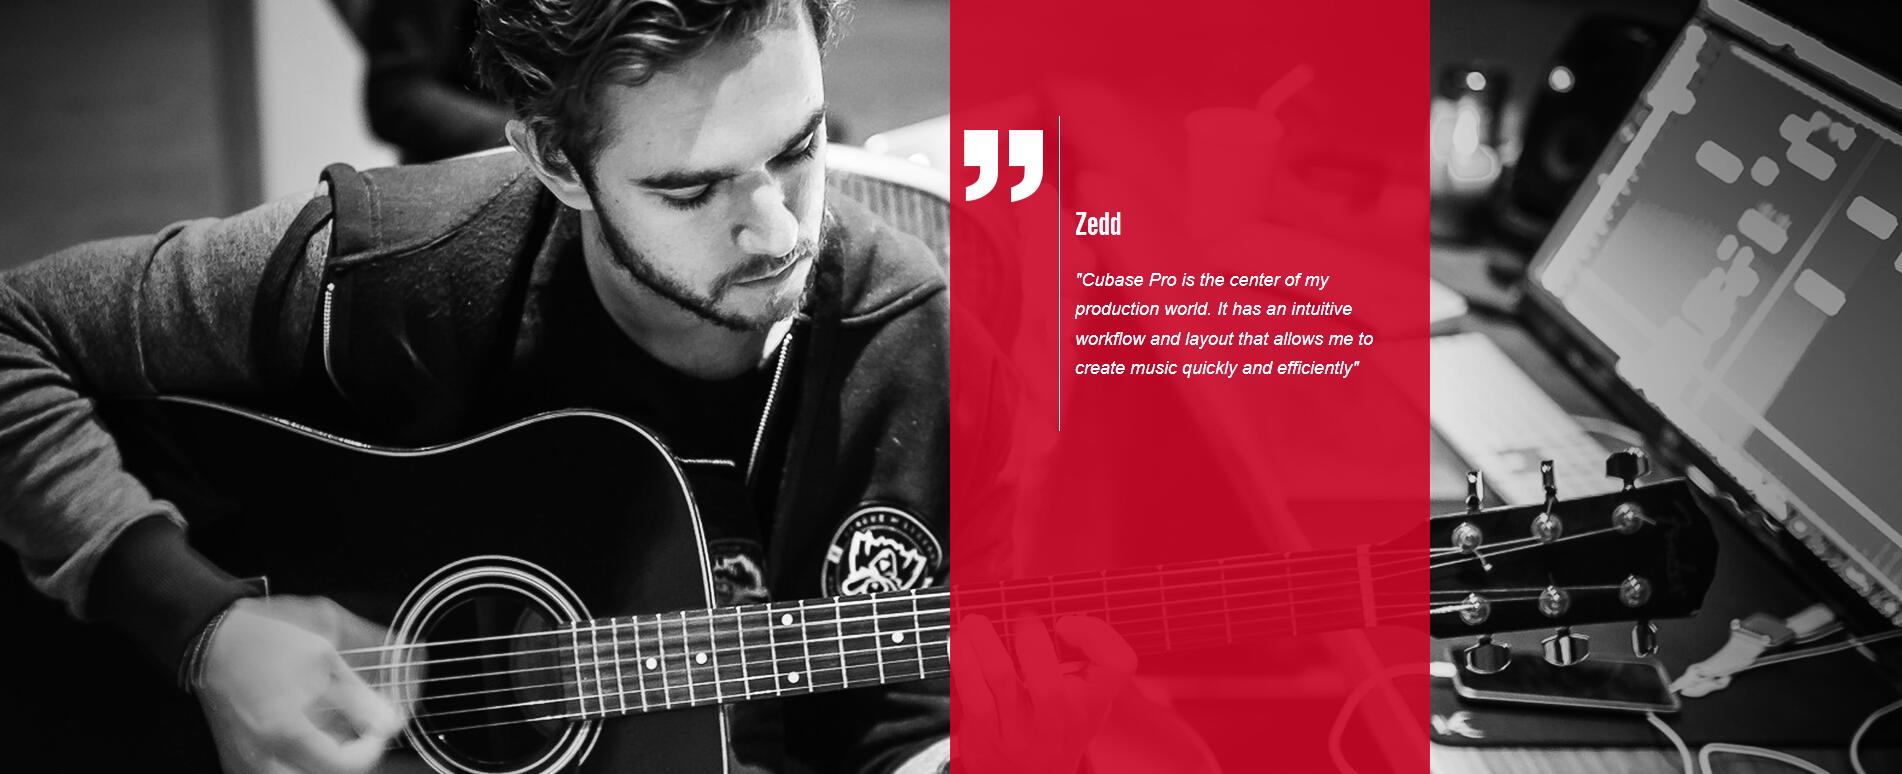 Zedd
"Cubase Pro is the center of my
production world. It has an intuitive
workflow and layout that allows me to
create music quickly and efficiently"